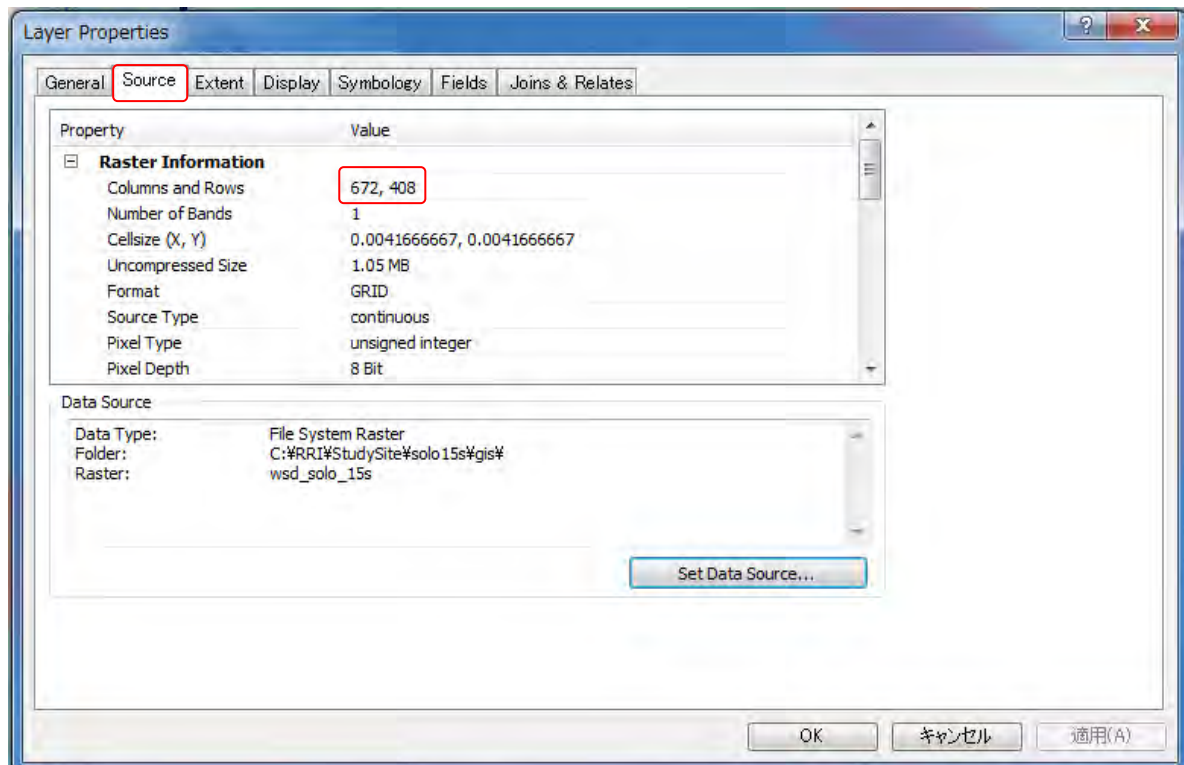 Layer Properties
?
General Source Extent Display Symbology Fields Joins & Relates
Property Value
Raster Information
Columns and Rows 672, 408
Number of Bands 1
Cellsize (X, Y) 0.0041666667, 0.0041666667
Uncompressed Size 1.05 MB
Format GRID
Source Type continuous
Pixel Type unsigned integer
Pixel Depth 8 Bit
Data Source
Data Type: File System Raster
Folder: C:¥RRI¥StudySite¥solo15s¥gis¥
Raster: wsd_solo_15s
Set Data Source...
OK キャンセル 適用(A)